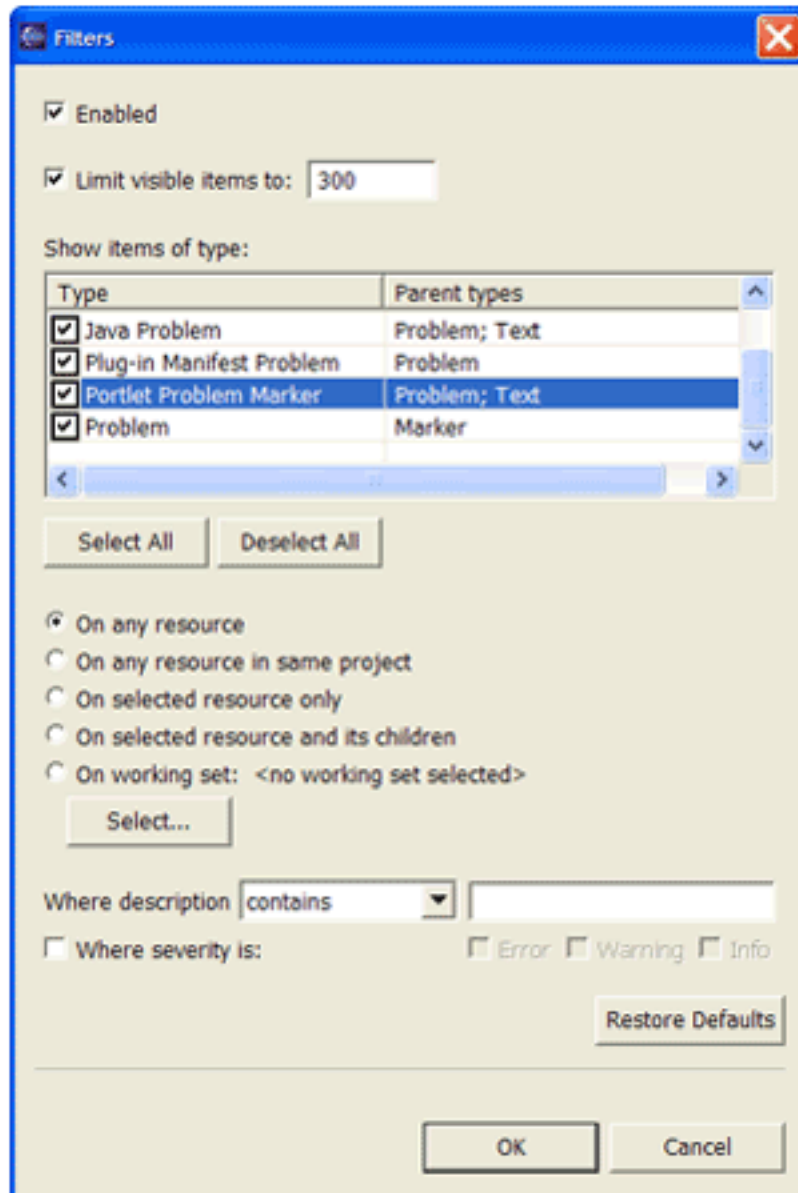 Filters
Enabled
Limit visible items to: 300
Show items of type:
Type Parent types
Java Problem Problem; Text
Plug-in Manifest Problem Problem
Portlet Problem Marker Problem; Text
Problem Marker
Select All Deselect All
On any resource
On any resource in same project
On selected resource only
On selected resource and its children
On working set: <no working set selected>
Select...
Where description contains
Where severity is: Error Warning Info
Restore Defaults
OK Cancel